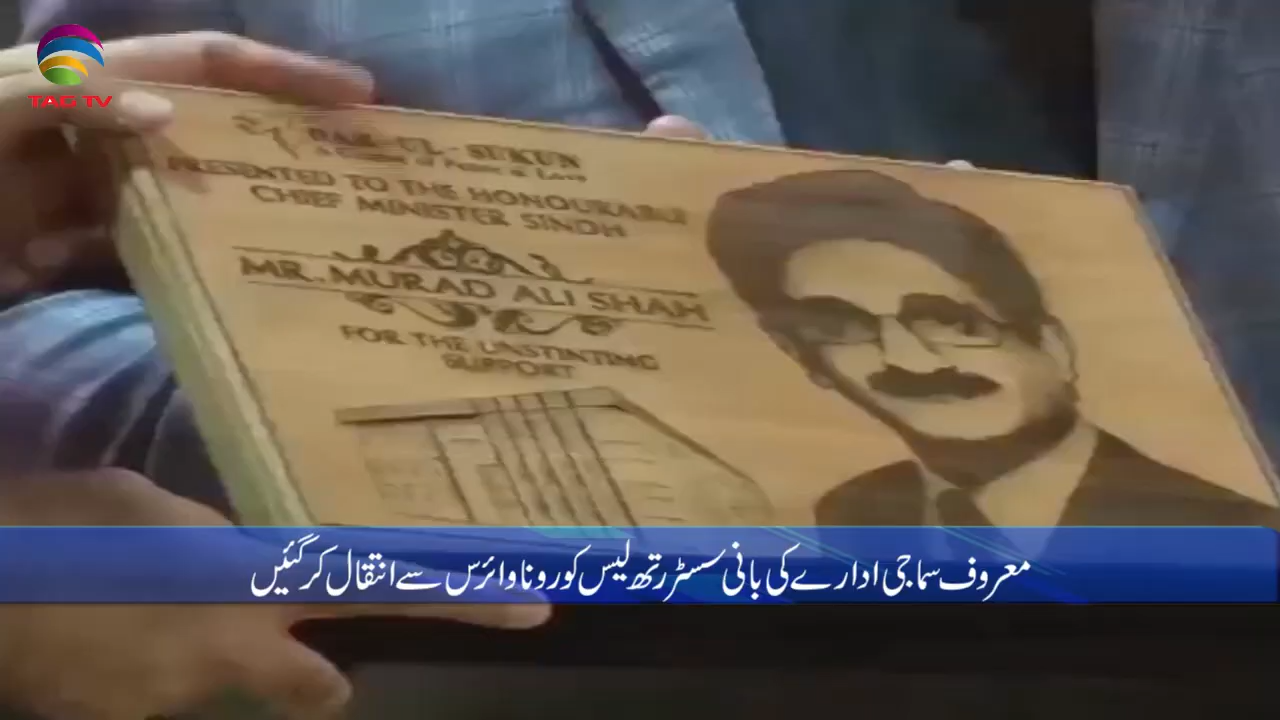 TAG TV
DAR-UL-SUKUN
PRESENTED TO THE HONOURABLE
CHIEF MINISTER SINDH
MR. MURAD ALI SHAH
FOR THE UNSTINTING
SUPPORT
معروف سماجی ادارے کی بانی سسٹر رتھ لیس کورونا وائرس سے انتقال کر گئیں